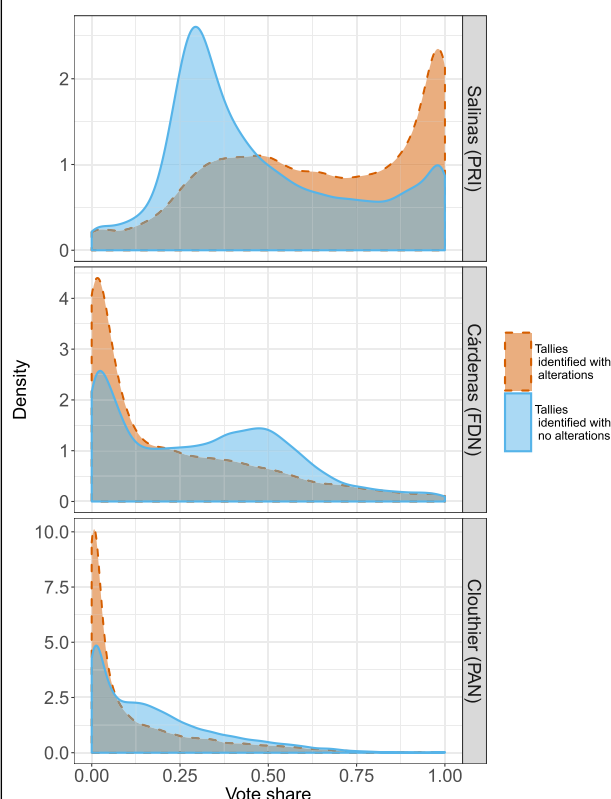 Density
2
1
0
Salinas (PRI)
4
3
2
1
0
Cárdenas (FDN)
10.0
7.5
5.0
2.5
0.0
Clouthier (PAN)
0.00 0.25 0.50 0.75 1.00
Vote share
Tallies
identified with
alterations
Tallies
identified with
no alterations